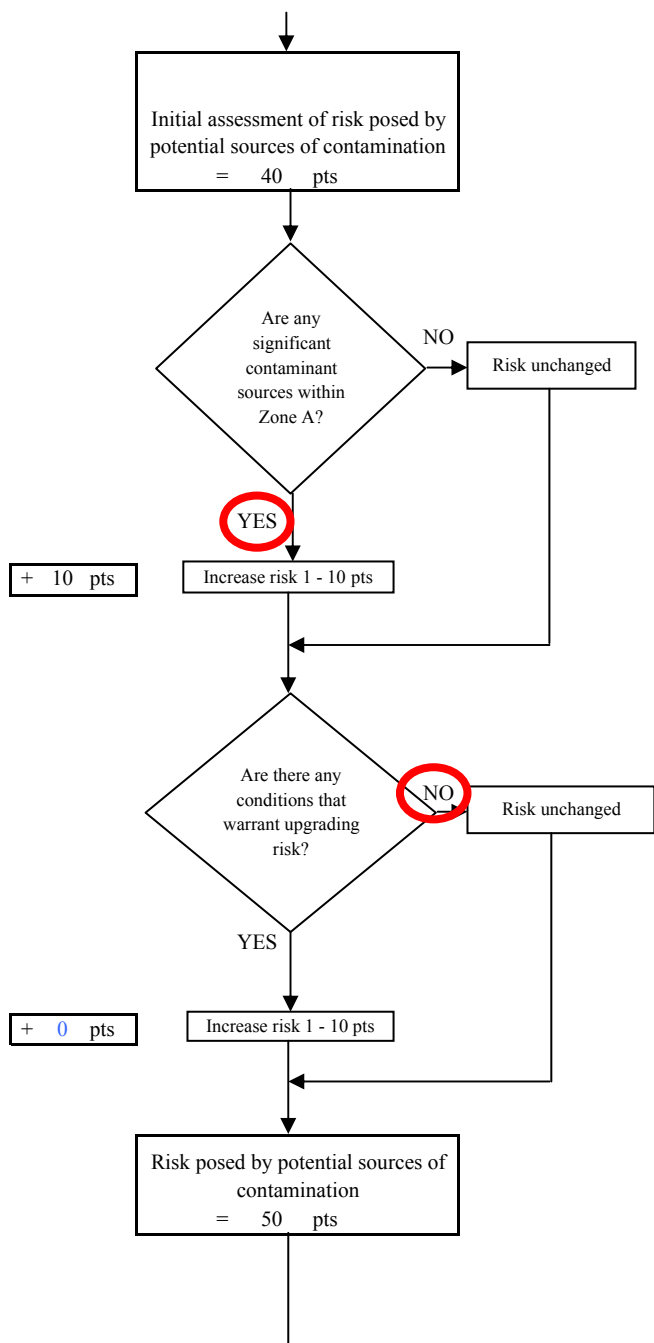 Initial assessment of risk posed by
potential sources of contamination
= 40 pts
Are any
significant
contaminant
sources within
Zone A?
NO
Risk unchanged
YES
+ 10 pts
Increase risk 1 - 10 pts
Are there any
conditions that
warrant upgrading
risk?
NO
Risk unchanged
YES
+ 0 pts
Increase risk 1 - 10 pts
Risk posed by potential sources of
contamination
= 50 pts